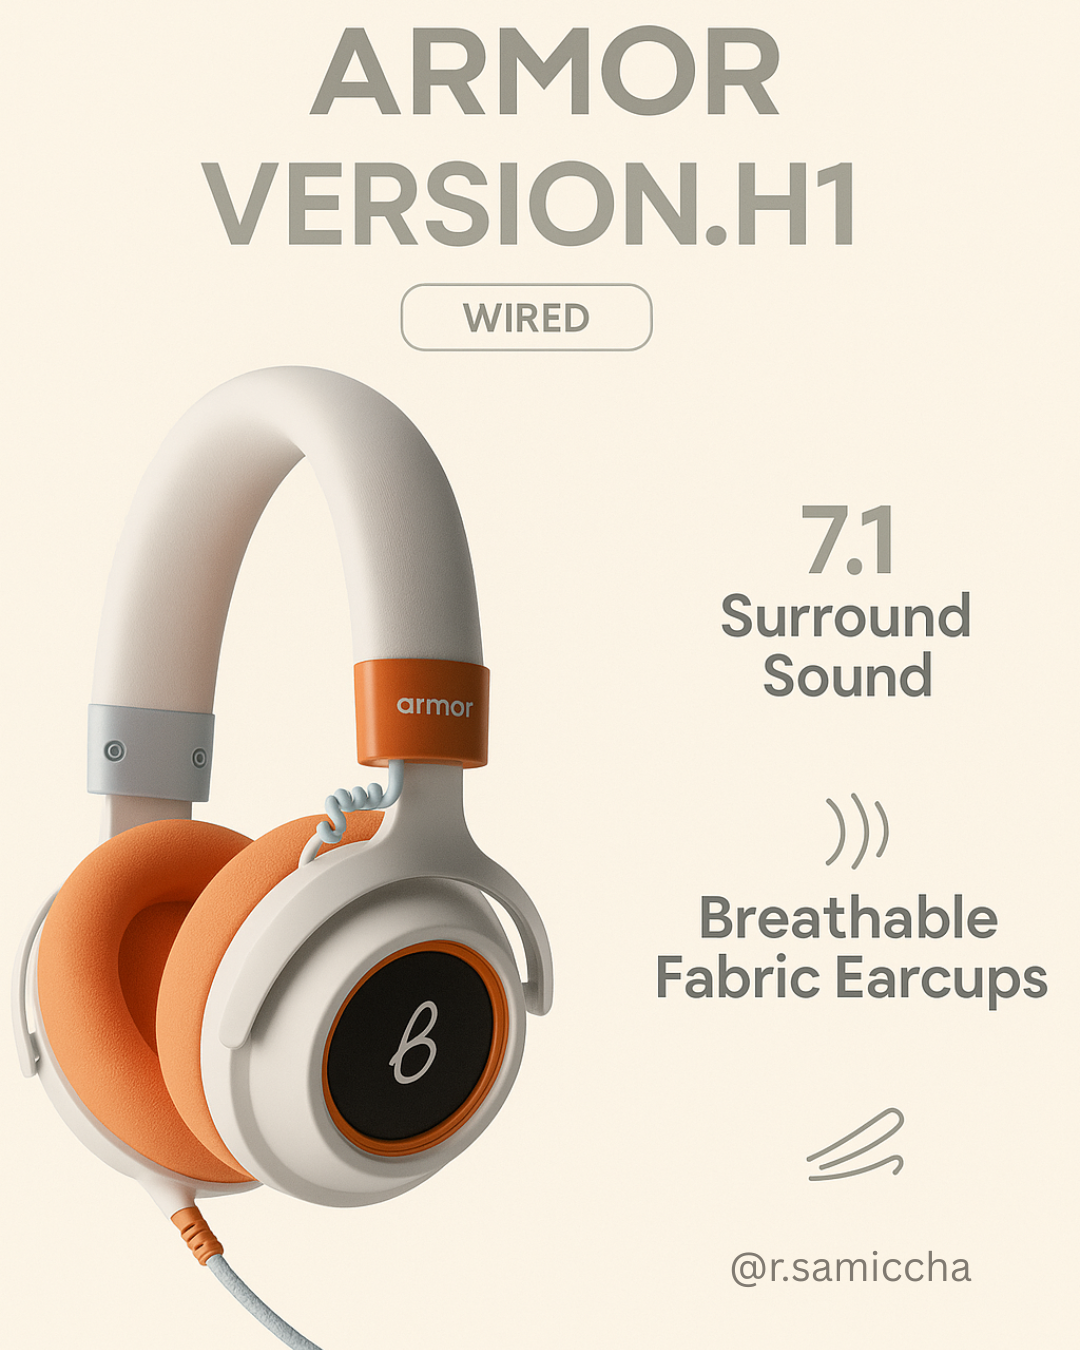 ARMOR
VERSION.H1
WIRED
armor
7.1
Surround
Sound
Breathable
Fabric Earcups
B
@r.samiccha